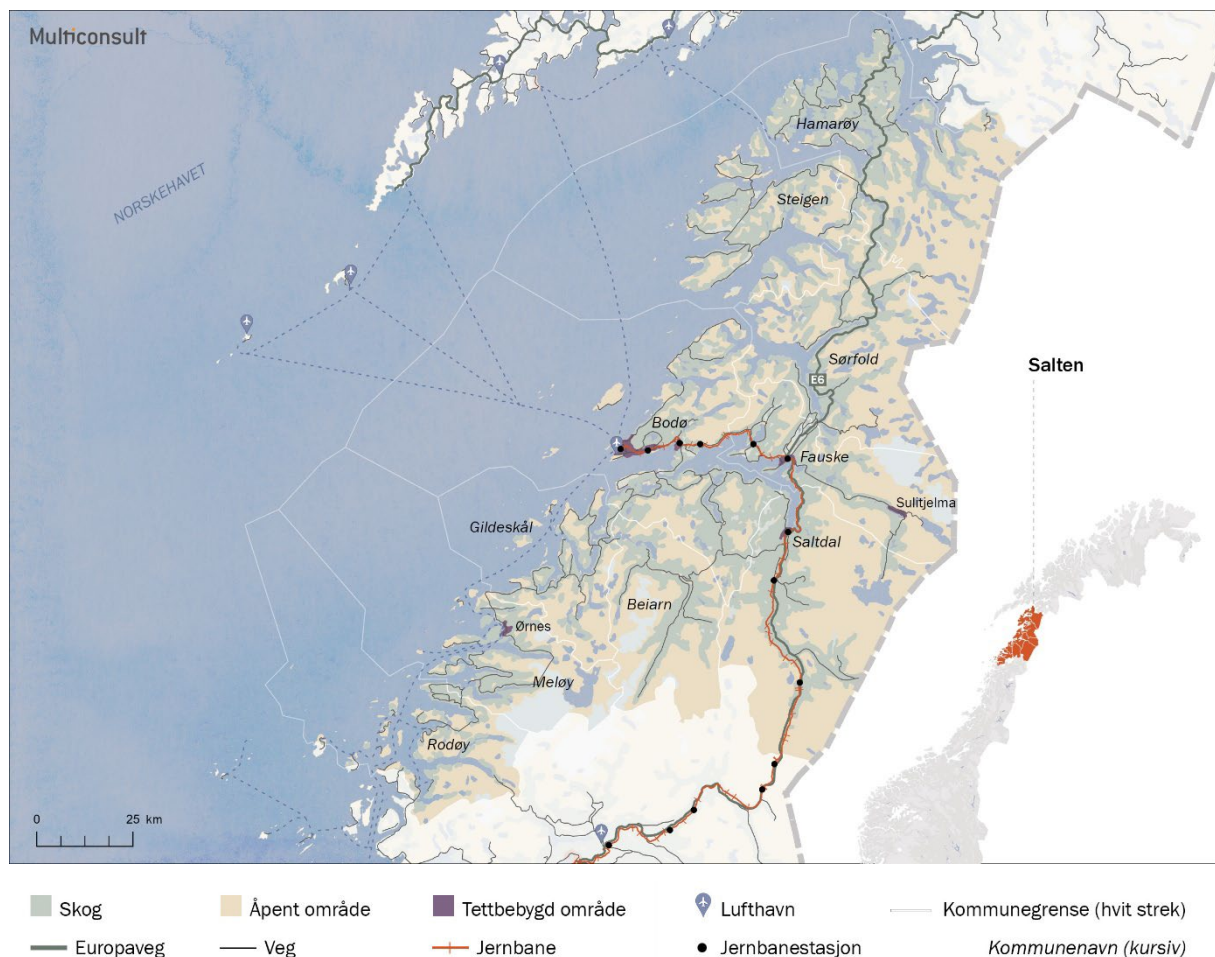 Multiconsult
NORSKEHAVET
Hamarøy
Steigen
Sørfold
E6
Salten
Bodø
Fauske
Sulitjelma
Gildeskål
Saltdal
Beiarn
Ørnes
Meløy
Rodøy
0 25 km
Skog
Åpent område
Tettbebygd område
Lufthavn
Kommunegrense (hvit strek)
Europaveg
Veg
Jernbane
Jernbanestasjon
Kommunenavn (kursiv)